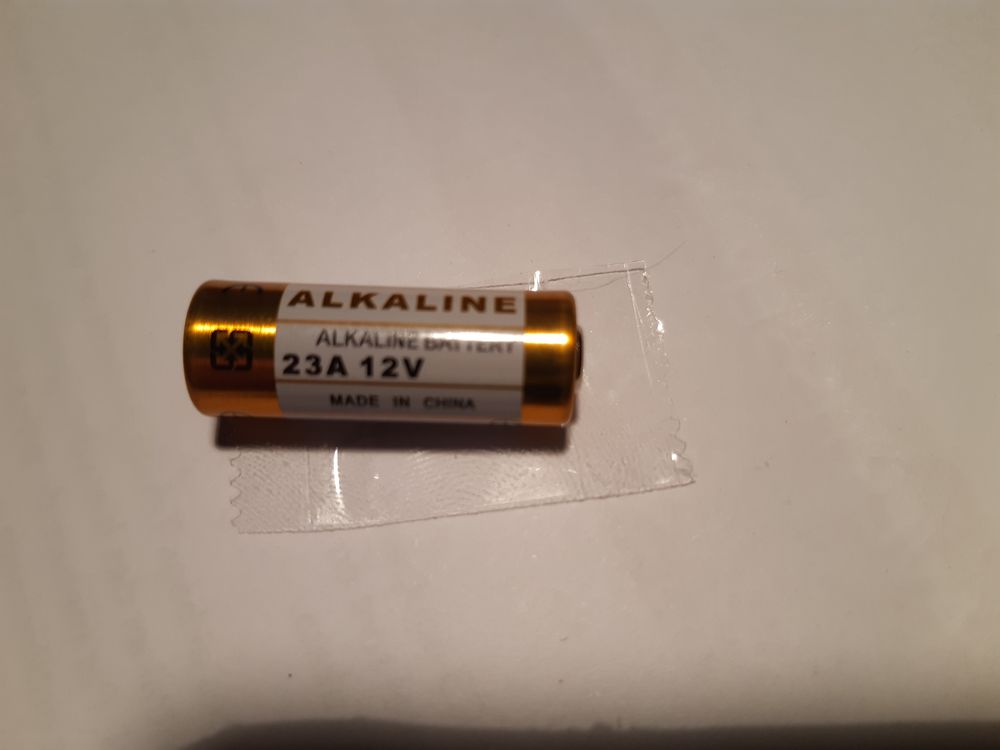 ALKALINE
ALKALINE BATTERY
23A 12V
MADE IN CHINA